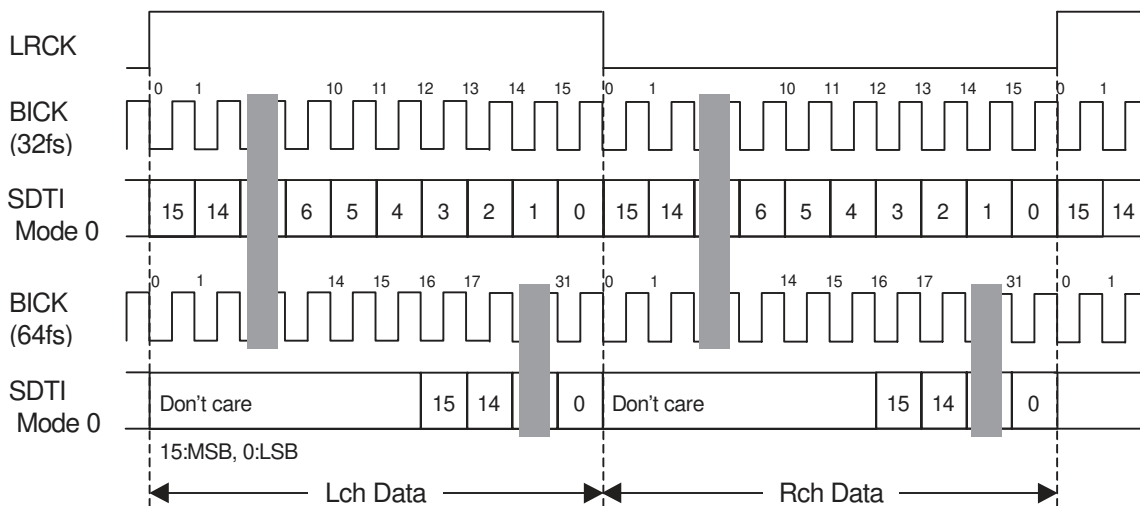 LRCK
0 1 10 11 12 13 14 15 0 1 10 11 12 13 14 15 0 1
BICK
(32fs)
SDTI
Mode 0
15 14 6 5 4 3 2 1 0 15 14 6 5 4 3 2 1 0 15 14
0 1 14 15 16 17 31 0 1 14 15 16 17 31 0 1
BICK
(64fs)
SDTI
Mode 0
Don't care 15 14 0 Don't care 15 14 0
15:MSB, 0:LSB
Lch Data Rch Data